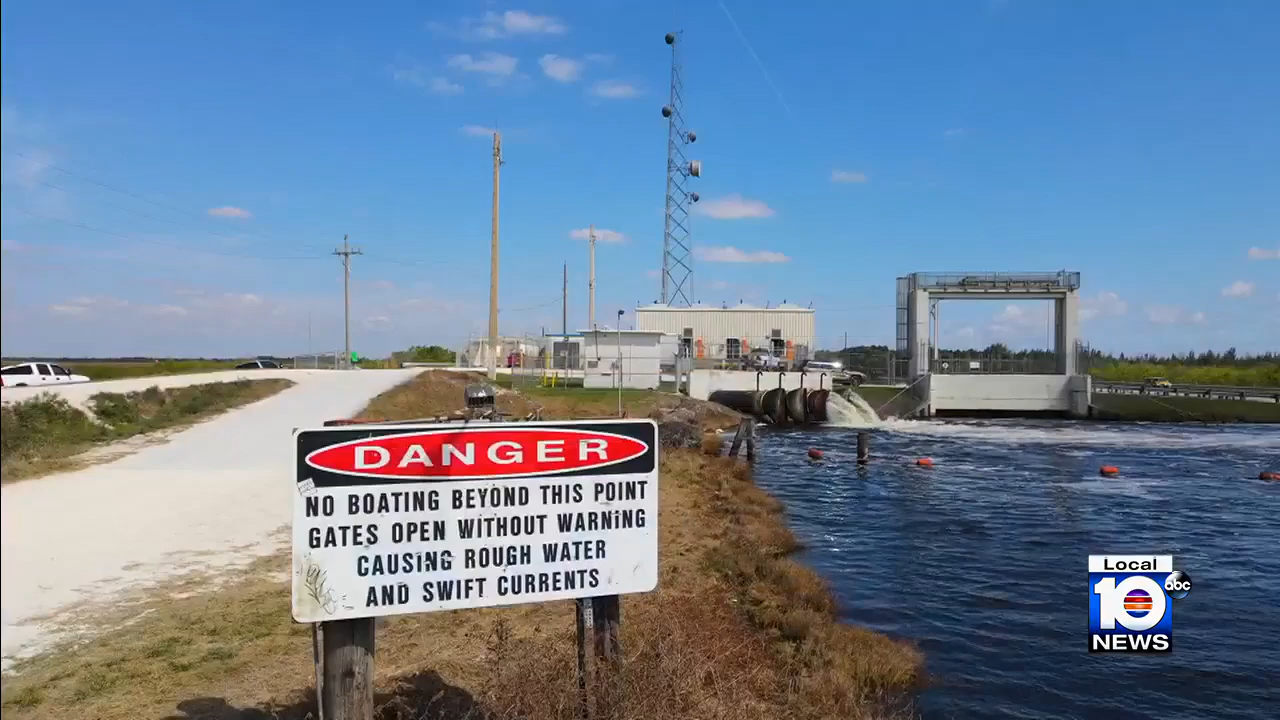 DANGER
NO BOATING BEYOND THIS POINT
GATES OPEN WITHOUT WARNiNG
CAUSING ROUGH WATER
AND SWIFT CURRENTS
Local
10
abc
NEWS